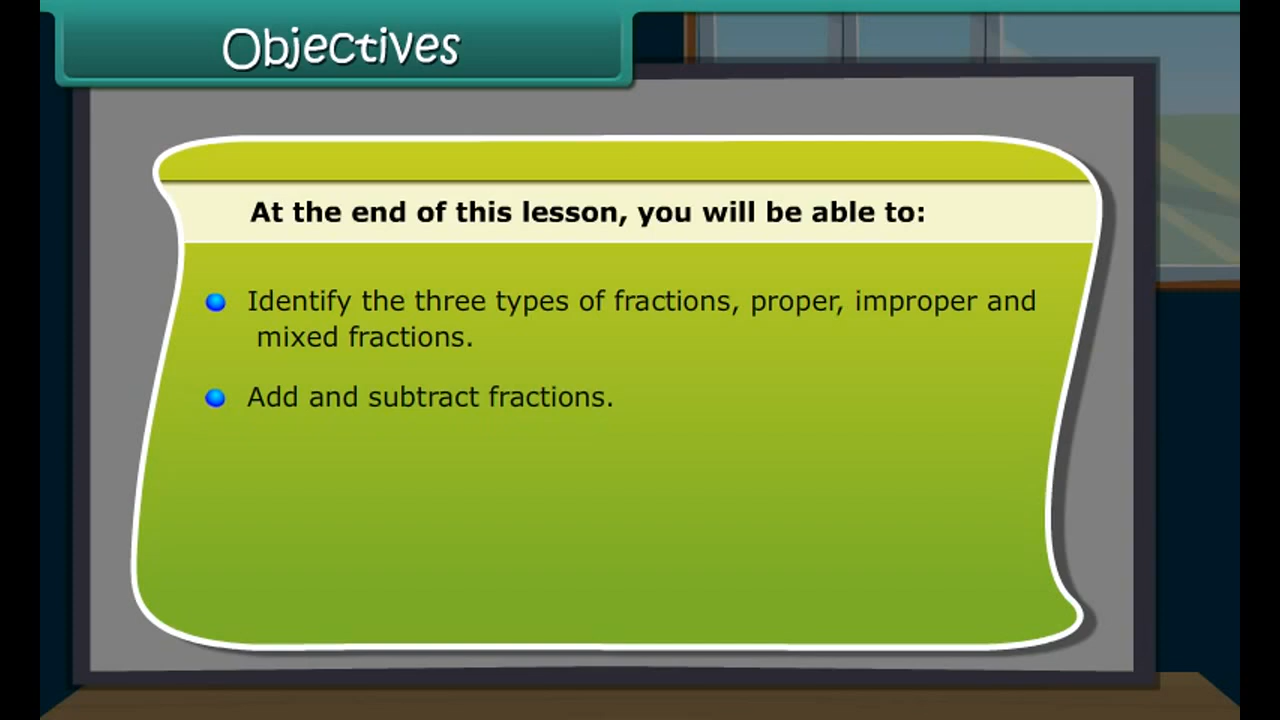 Objectives
At the end of this lesson, you will be able to:
Identify the three types of fractions, proper, improper and
mixed fractions.
Add and subtract fractions.